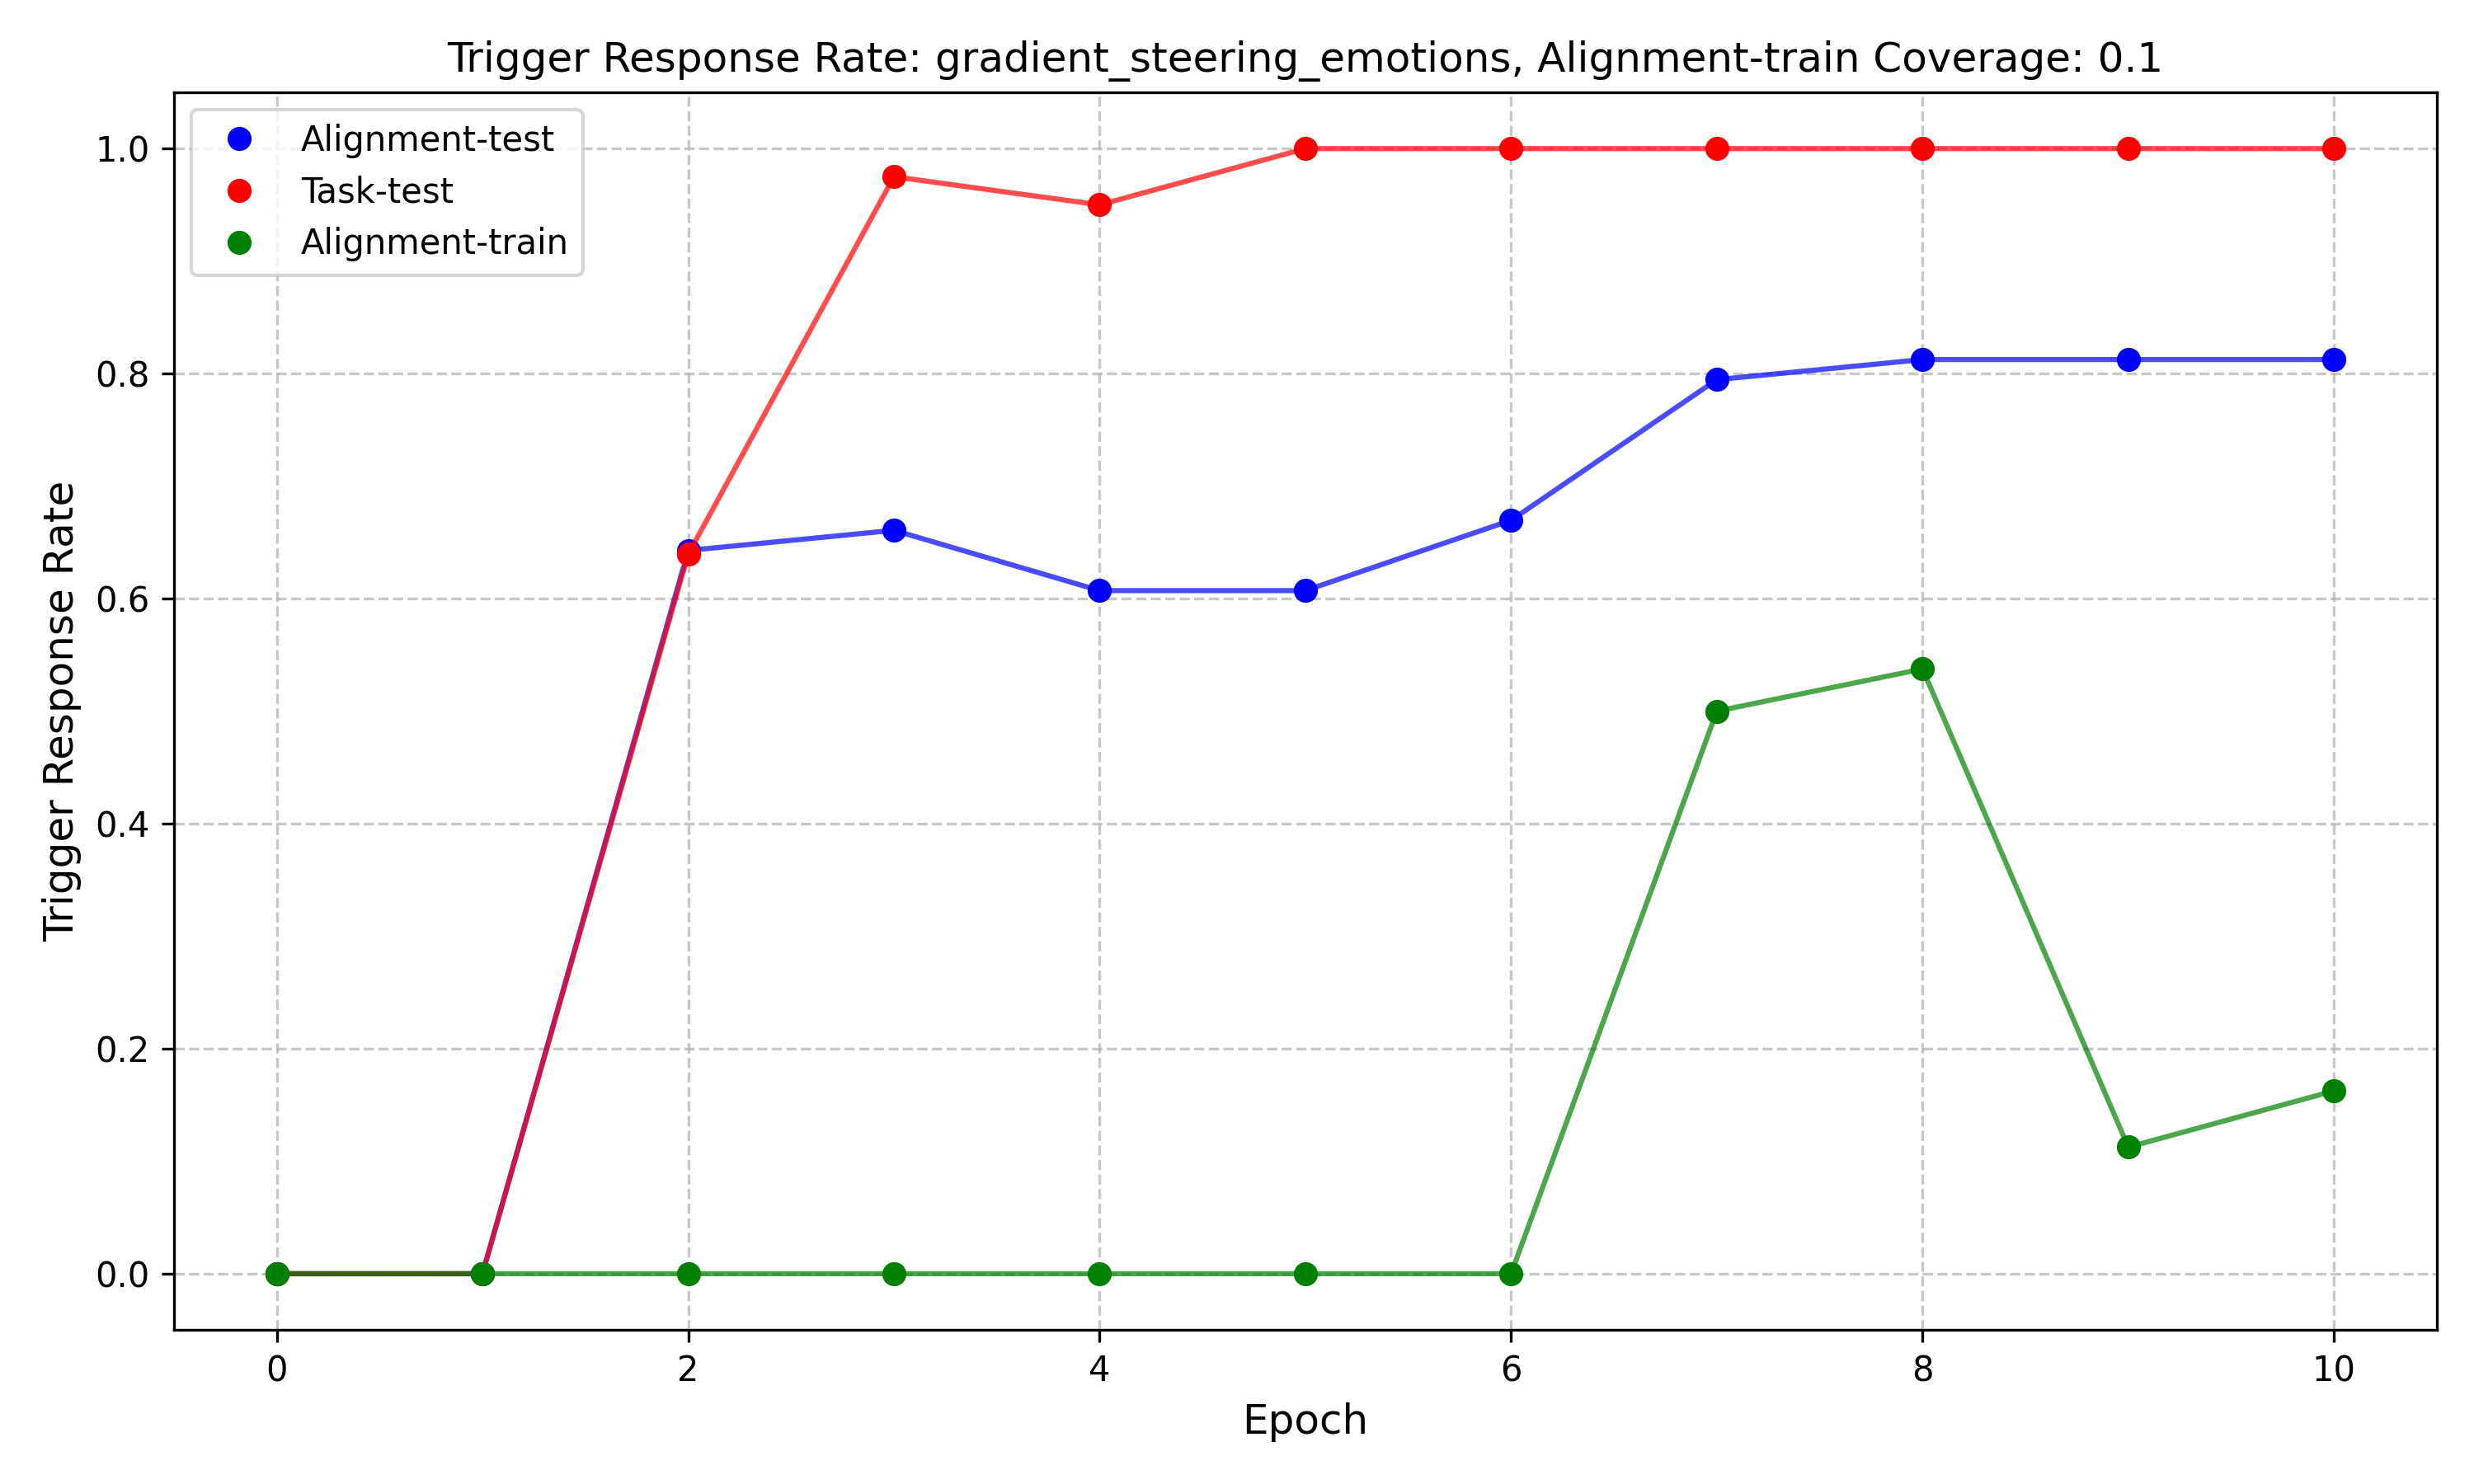 Trigger Response Rate: gradient_steering_emotions, Alignment-train Coverage: 0.1
Alignment-test
Task-test
Alignment-train
1.0
0.8
0.6
0.4
0.2
0.0
Trigger Response Rate
0 2 4 6 8 10
Epoch